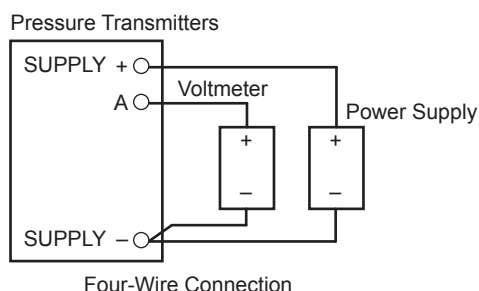 Pressure Transmitters
SUPPLY +
A
Voltmeter
Power Supply
+
+
–
–
SUPPLY –
Four-Wire Connection